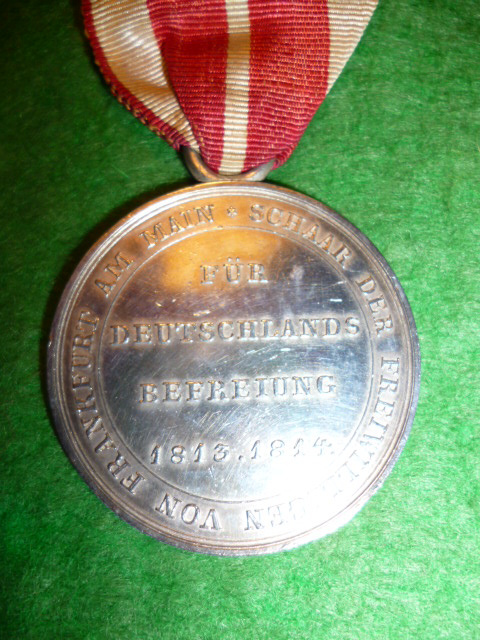 SCHAAR DER FREIWILLIGEN VON FRANKFURT AM MAIN *
FÜR
DEUTSCHLANDS
BEFREIUNG
1813.1814